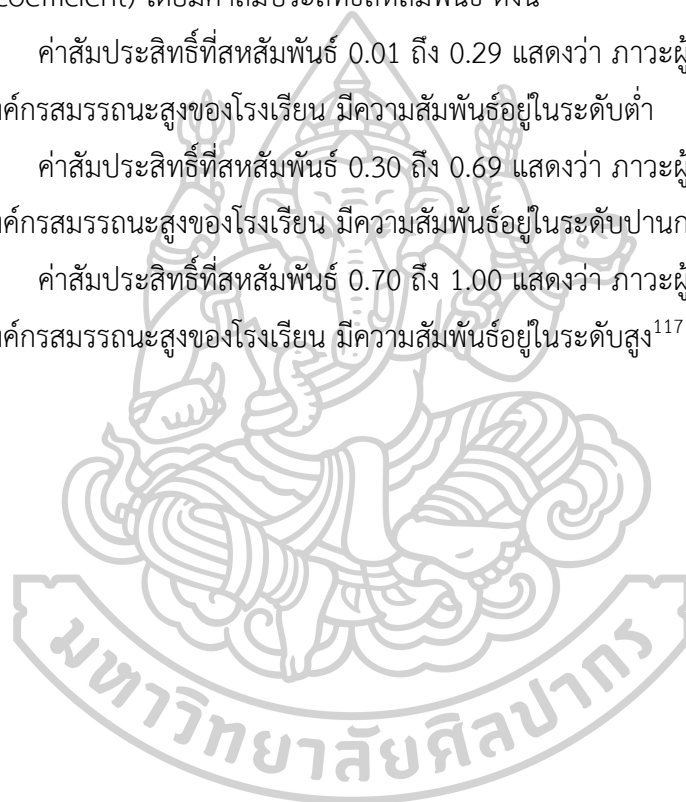 coefficient) โดยมีค่าสัมประสิทธิ์สหสัมพันธ์ ดังนี้
ค่าสัมประสิทธิ์ที่สหสัมพันธ์ 0.01 ถึง 0.29 แสดงว่า ภาวะผู้
องค์กรสมรรถนะสูงของโรงเรียน มีความสัมพันธ์อยู่ในระดับต่ำ
ค่าสัมประสิทธิ์ที่สหสัมพันธ์ 0.30 ถึง 0.69 แสดงว่า ภาวะผู้
องค์กรสมรรถนะสูงของโรงเรียน มีความสัมพันธ์อยู่ในระดับปานก
ค่าสัมประสิทธิ์ที่สหสัมพันธ์ 0.70 ถึง 1.00 แสดงว่า ภาวะผู้
องค์กรสมรรถนะสูงของโรงเรียน มีความสัมพันธ์อยู่ในระดับสูง117
มหาวิทยาลัยศิลปากร